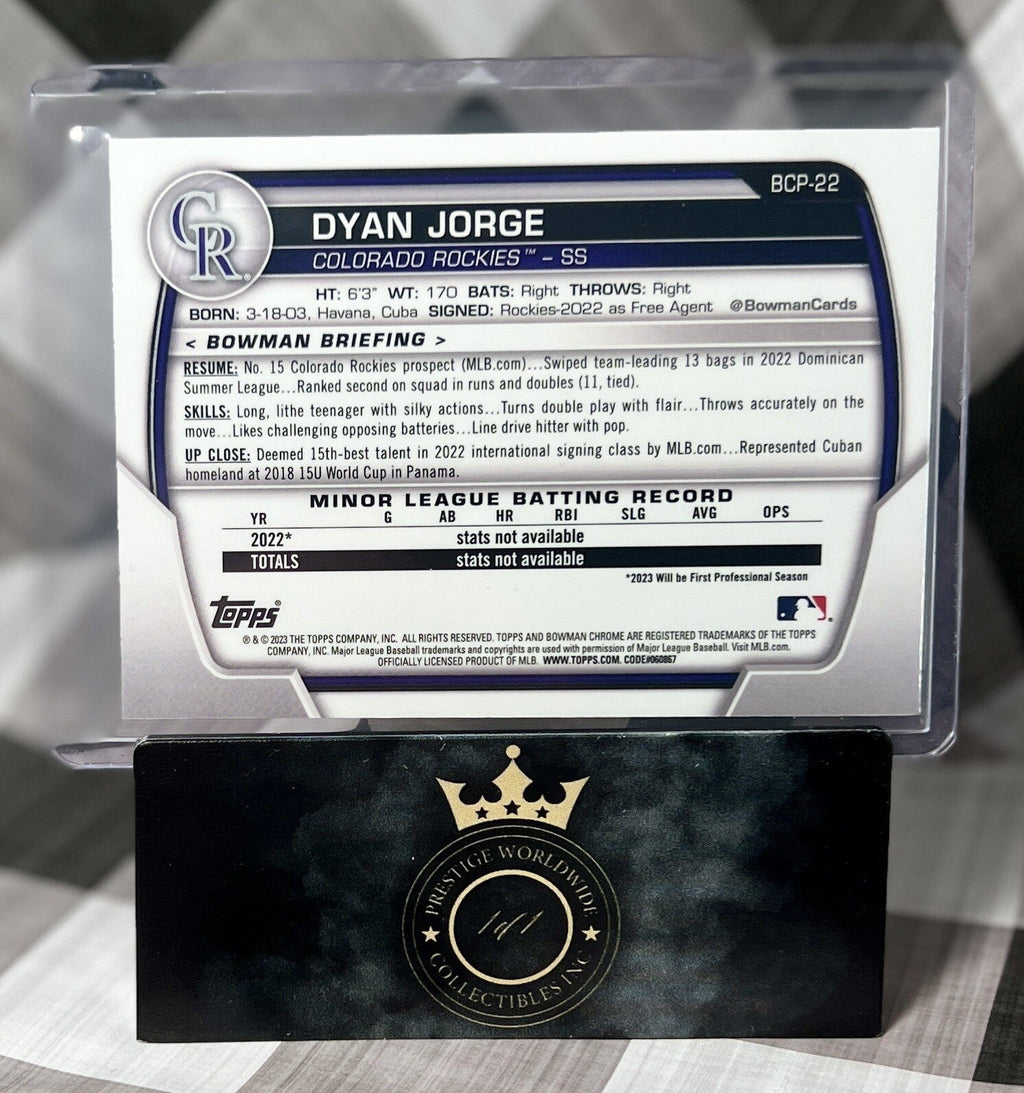 BCP-22
CR
DYAN JORGE
COLORADO ROCKIES™ – SS
HT: 6'3" WT: 170 BATS: Right THROWS: Right
BORN: 3-18-03, Havana, Cuba SIGNED: Rockies-2022 as Free Agent @BowmanCards
< BOWMAN BRIEFING >
RESUME: No. 15 Colorado Rockies prospect (MLB.com)...Swiped team-leading 13 bags in 2022 Dominican
Summer League...Ranked second on squad in runs and doubles (11, tied).
SKILLS: Long, lithe teenager with silky actions...Turns double play with flair...Throws accurately on the
move...Likes challenging opposing batteries...Line drive hitter with pop.
UP CLOSE: Deemed 15th-best talent in 2022 international signing class by MLB.com...Represented Cuban
homeland at 2018 15U World Cup in Panama.
MINOR LEAGUE BATTING RECORD
YR G AB HR RBI SLG AVG OPS
2022* stats not available
TOTALS stats not available
*2023 Will be First Professional Season
topps®
® & © 2023 THE TOPPS COMPANY, INC. ALL RIGHTS RESERVED. TOPPS AND BOWMAN CHROME ARE REGISTERED TRADEMARKS OF THE TOPPS
COMPANY, INC. Major League Baseball trademarks and copyrights are used with permission of Major League Baseball. Visit MLB.com.
OFFICIALLY LICENSED PRODUCT OF MLB. WWW.TOPPS.COM. CODE#060867
PRESTIGE WORLDWIDE
1of1
COLLECTIBLES INC